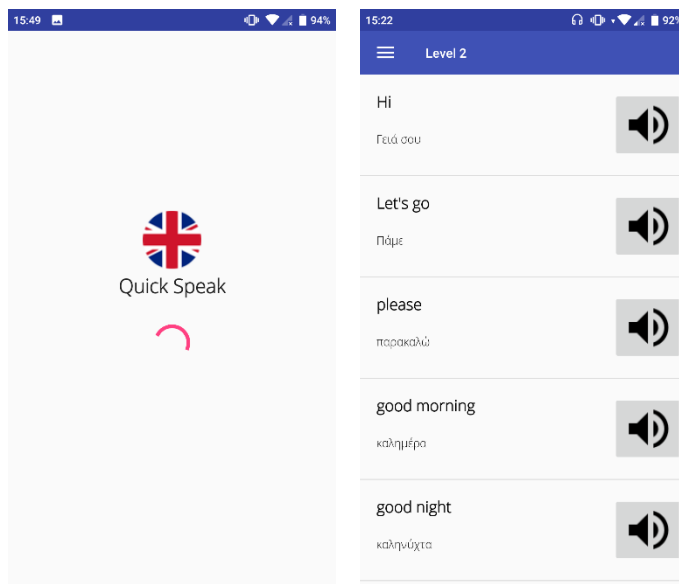 15:49
94%
Quick Speak
15:22
92%
Level 2
Hi
Γειά σου
Let's go
Πάμε
please
παρακαλώ
good morning
καλημέρα
good night
καληνύχτα